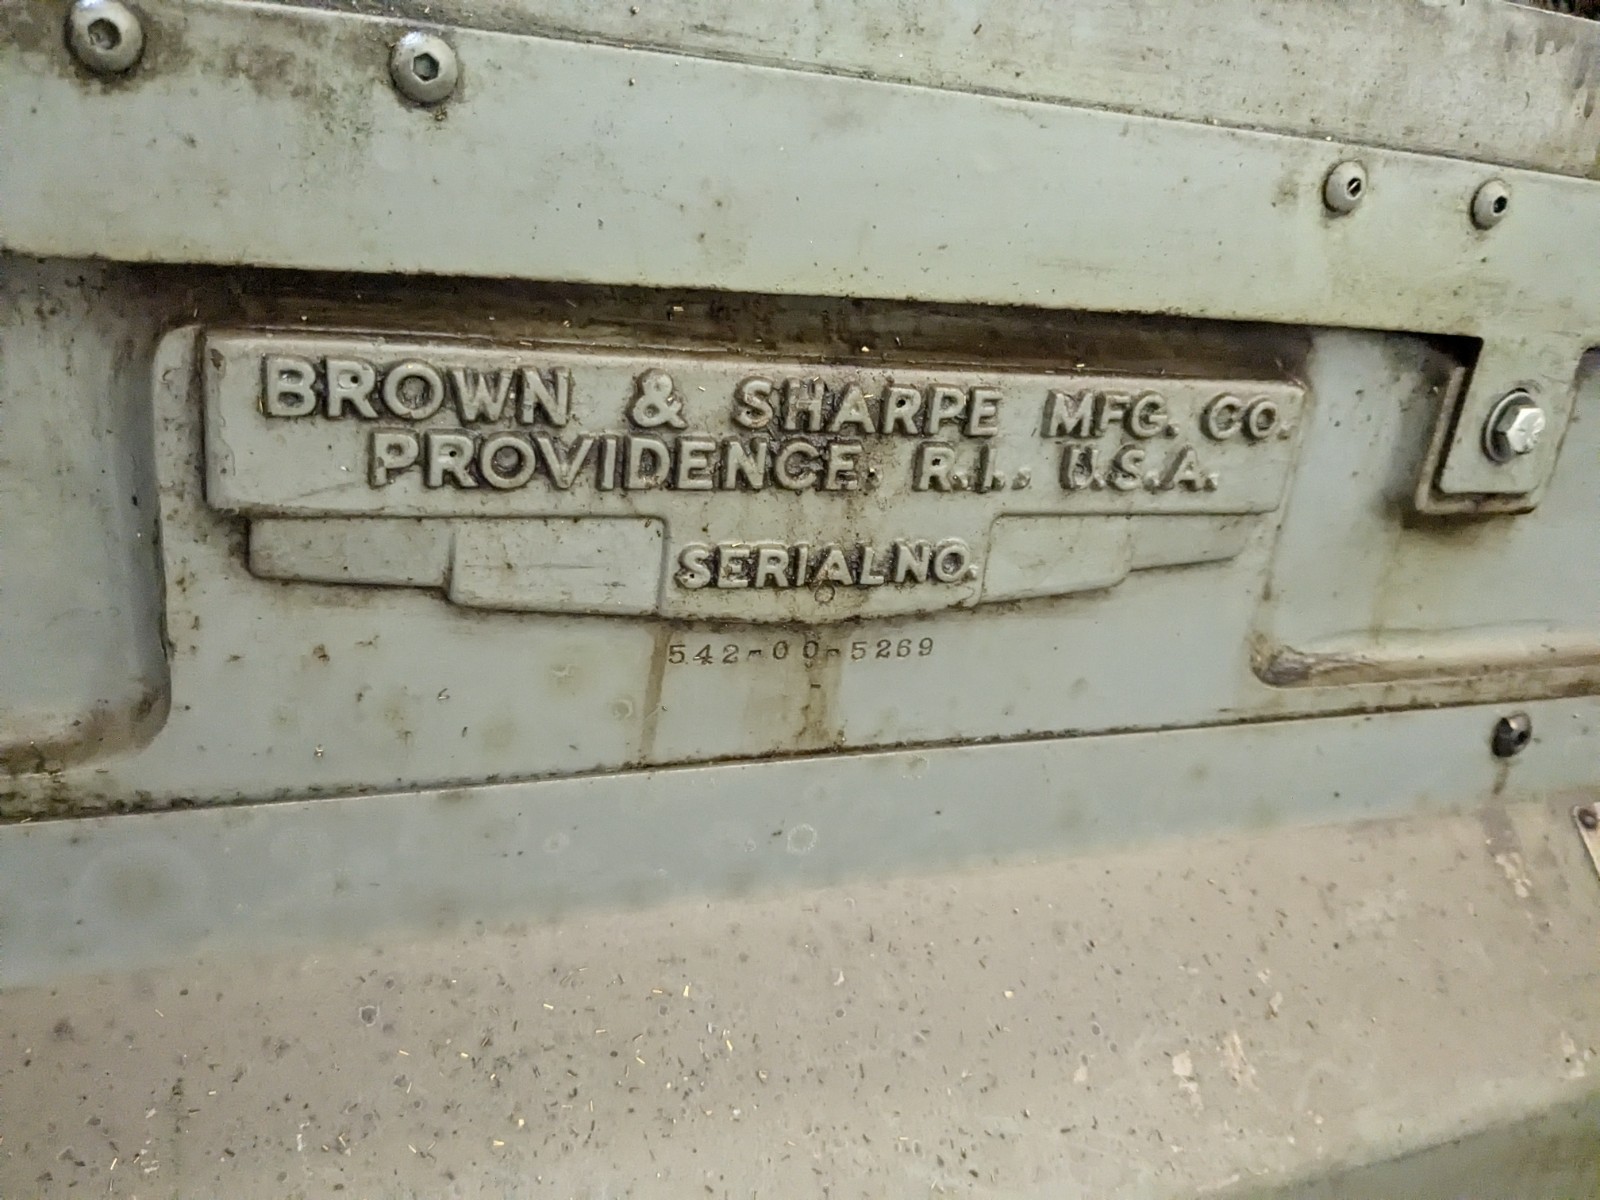 BROWN & SHARPE MFG. CO.
PROVIDENCE, R.I., U.S.A.
SERIAL NO.
542-00-5269